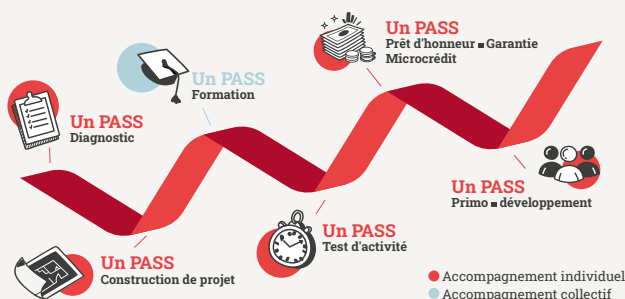 Un PASS
Prêt d'honneur ▪ Garantie
Microcrédit
Un PASS
Formation
Un PASS
Diagnostic
Un PASS
Primo ▪ développement
Un PASS
Test d'activité
Un PASS
Construction de projet
Accompagnement individuel
Accompagnement collectif